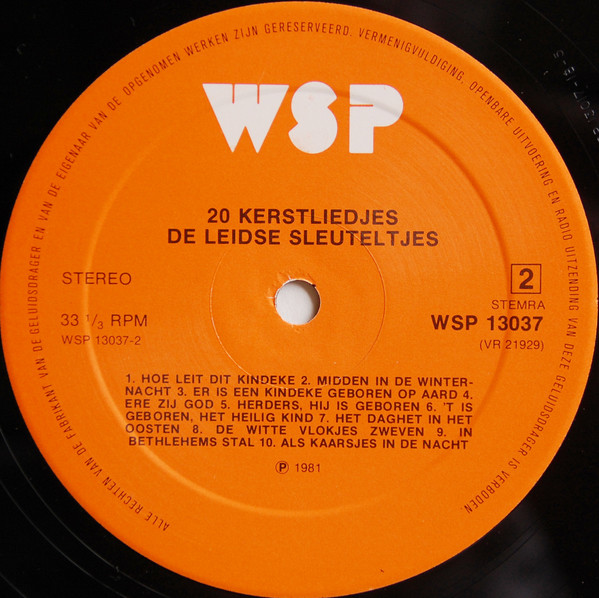 ALLE RECHTEN VAN DE FABRIKANT VAN DE GELUIDSDRAGER EN VAN DE EIGENAAR VAN DE OPGENOMEN WERKEN ZIJN GERESERVEERD. VERMENIGVULDIGING, OPENBARE UITVOERING EN RADIO UITZENDING VAN DEZE GELUIDSDRAGER IS VERBODEN
WSP
20 KERSTLIEDJES
DE LEIDSE SLEUTELTJES
STEREO
2
STEMRA
33 1/3 RPM
WSP 13037
WSP 13037-2
(VR 21929)
1. HOE LEIT DIT KINDEKE 2. MIDDEN IN DE WINTER-
NACHT 3. ER IS EEN KINDEKE GEBOREN OP AARD 4.
ERE ZIJ GOD 5. HERDERS, HIJ IS GEBOREN 6. 'T IS
GEBOREN, HET HEILIG KIND 7. HET DAGHET IN HET
OOSTEN 8. DE WITTE VLOKJES ZWEVEN 9. IN
BETHLEHEMS STAL 10. ALS KAARSJES IN DE NACHT
℗ 1981